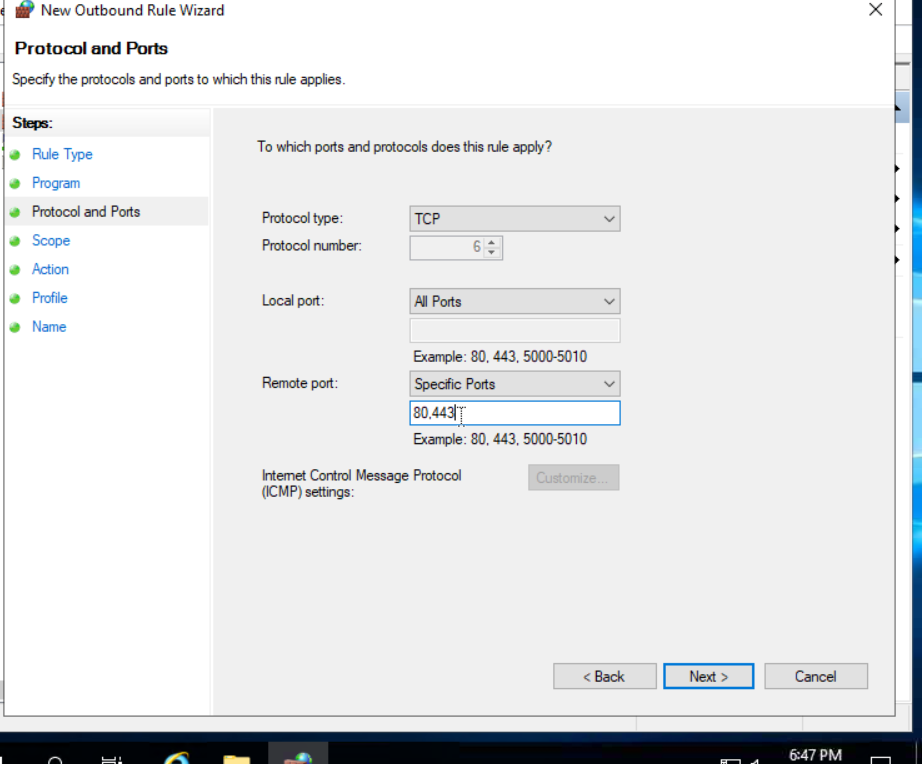 New Outbound Rule Wizard
Protocol and Ports
Specify the protocols and ports to which this rule applies.
Steps:
Rule Type
Program
Protocol and Ports
Scope
Action
Profile
Name
To which ports and protocols does this rule apply?
Protocol type: TCP
Protocol number: 6
Local port: All Ports
Example: 80, 443, 5000-5010
Remote port: Specific Ports
80,443
Example: 80, 443, 5000-5010
Internet Control Message Protocol
(ICMP) settings:
Customize...
< Back Next > Cancel
6:47 PM